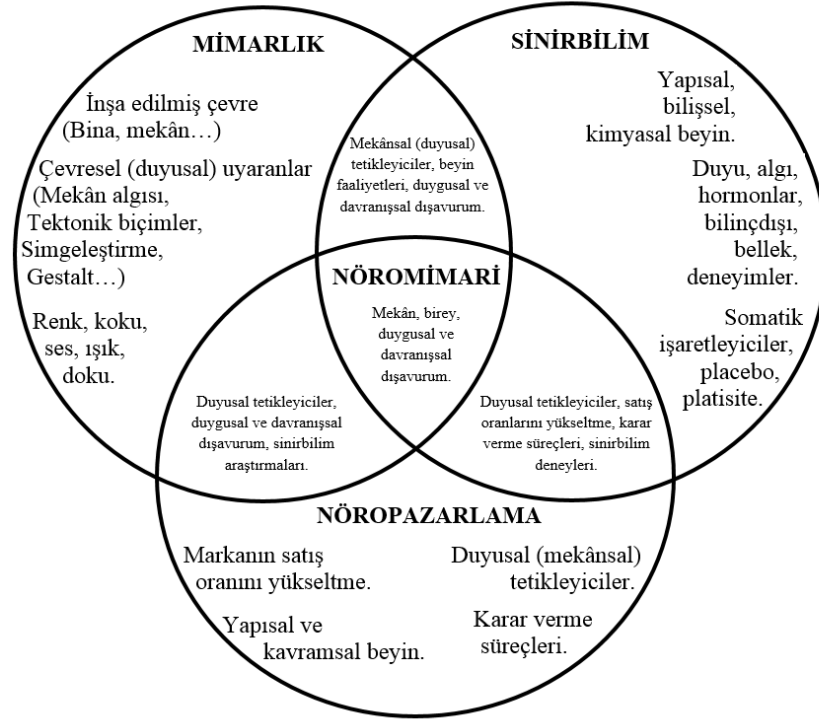 MİMARLIK
İnşa edilmiş çevre
(Bina, mekân…)
Çevresel (duyusal) uyaranlar
(Mekân algısı,
Tektonik biçimler,
Simgeleştirme,
Gestalt…)
Renk, koku,
ses, ışık,
doku.
SİNİRBİLİM
Yapısal,
bilişsel,
kimyasal beyin.
Duyu, algı,
hormonlar,
bilinçdışı,
bellek,
deneyimler.
Somatik
işaretleyiciler,
placebo,
platisite.
Mekânsal (duyusal)
tetikleyiciler, beyin
faaliyetleri, duygusal ve
davranışsal dışavurum.
NÖROMİMARİ
Mekân, birey,
duygusal ve
davranışsal
dışavurum.
Duyusal tetikleyiciler,
duygusal ve davranışsal
dışavurum, sinirbilim
araştırmaları.
Duyusal tetikleyiciler, satış
oranlarını yükseltme, karar
verme süreçleri, sinirbilim
deneyleri.
NÖROPAZARLAMA
Markanın satış
oranını yükseltme.
Yapısal ve
kavramsal beyin.
Duyusal (mekânsal)
tetikleyiciler.
Karar verme
süreçleri.